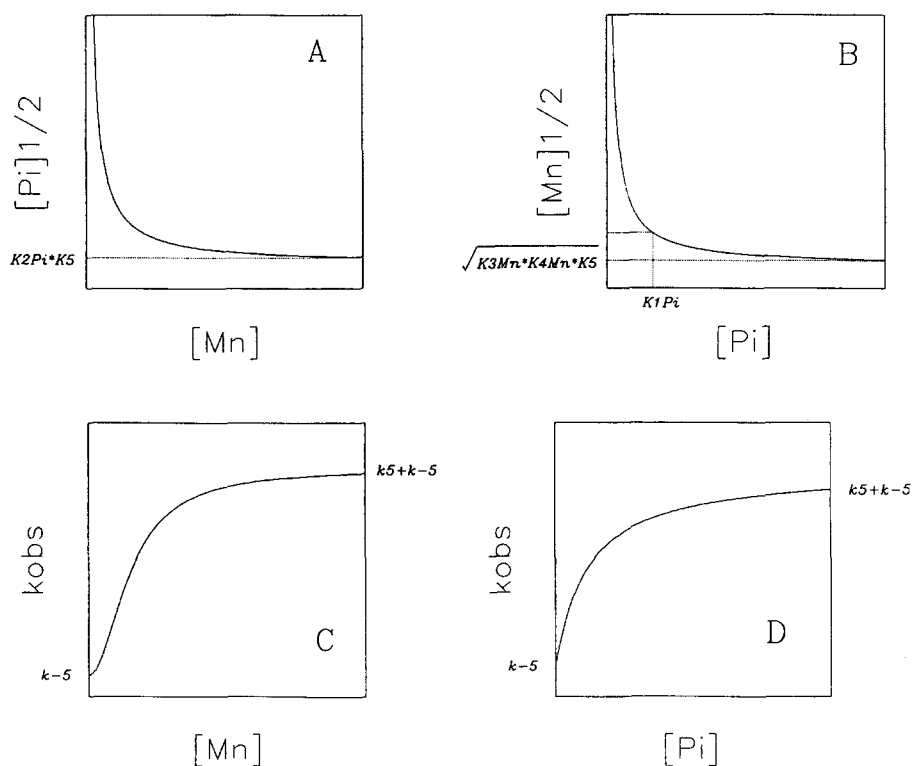 A
[Pi]1/2
K2Pi*K5
[Mn]
B
[Mn]1/2
√K3Mn*K4Mn*K5
K1Pi
[Pi]
C
kobs
k5+k-5
k-5
[Mn]
D
kobs
k5+k-5
k-5
[Pi]